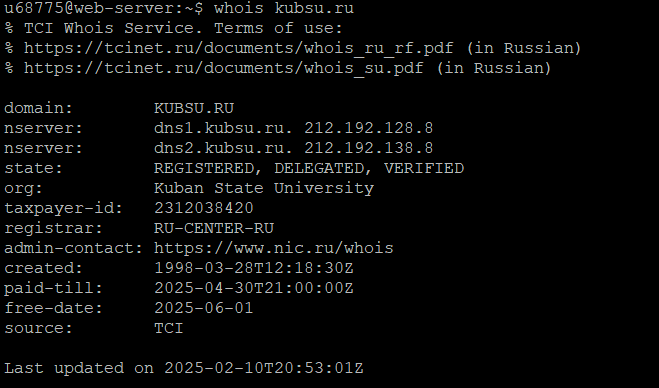 u68775@web-server:~$ whois kubsu.ru
% TCI Whois Service. Terms of use:
% https://tcinet.ru/documents/whois_ru_rf.pdf (in Russian)
% https://tcinet.ru/documents/whois_su.pdf (in Russian)

domain:        KUBSU.RU
nserver:       dns1.kubsu.ru. 212.192.128.8
nserver:       dns2.kubsu.ru. 212.192.138.8
state:         REGISTERED, DELEGATED, VERIFIED
org:           Kuban State University
taxpayer-id:   2312038420
registrar:     RU-CENTER-RU
admin-contact: https://www.nic.ru/whois
created:       1998-03-28T12:18:30Z
paid-till:     2025-04-30T21:00:00Z
free-date:     2025-06-01
source:        TCI

Last updated on 2025-02-10T20:53:01Z